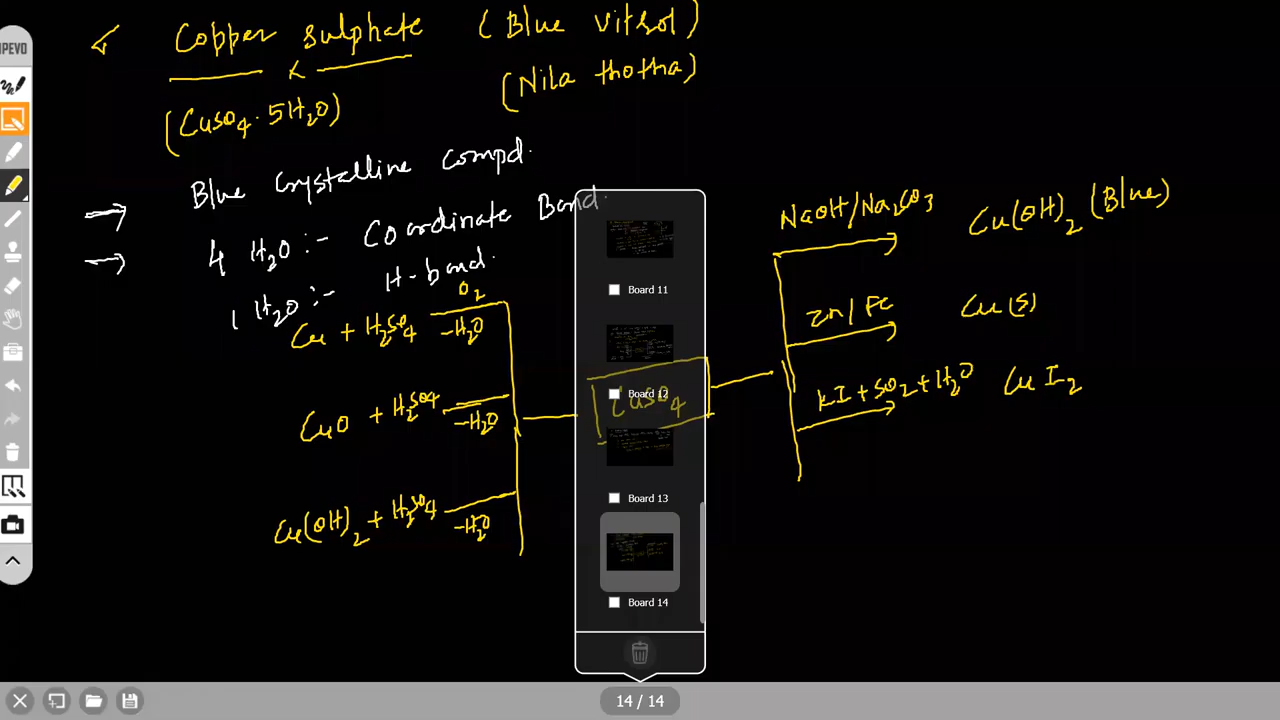 Copper sulphate (Blue vitrol)
(CuSO4·5H2O) (Nila thotha)
→ Blue Crystalline Compd.
→ 4 H2O :- Coordinate Band.
1 H2O :- H-band.
Cu + H2SO4 O2 -H2O
CuO + H2SO4 -H2O
Cu(OH)2 + H2SO4 -H2O
CuSO4
NaOH/Na2CO3 Cu(OH)2 (Blue)
Zn/Fe Cu(S)
KI + SO2 + H2O CuI2
IPEVO
Board 11
Board 12
Board 13
Board 14
14 / 14